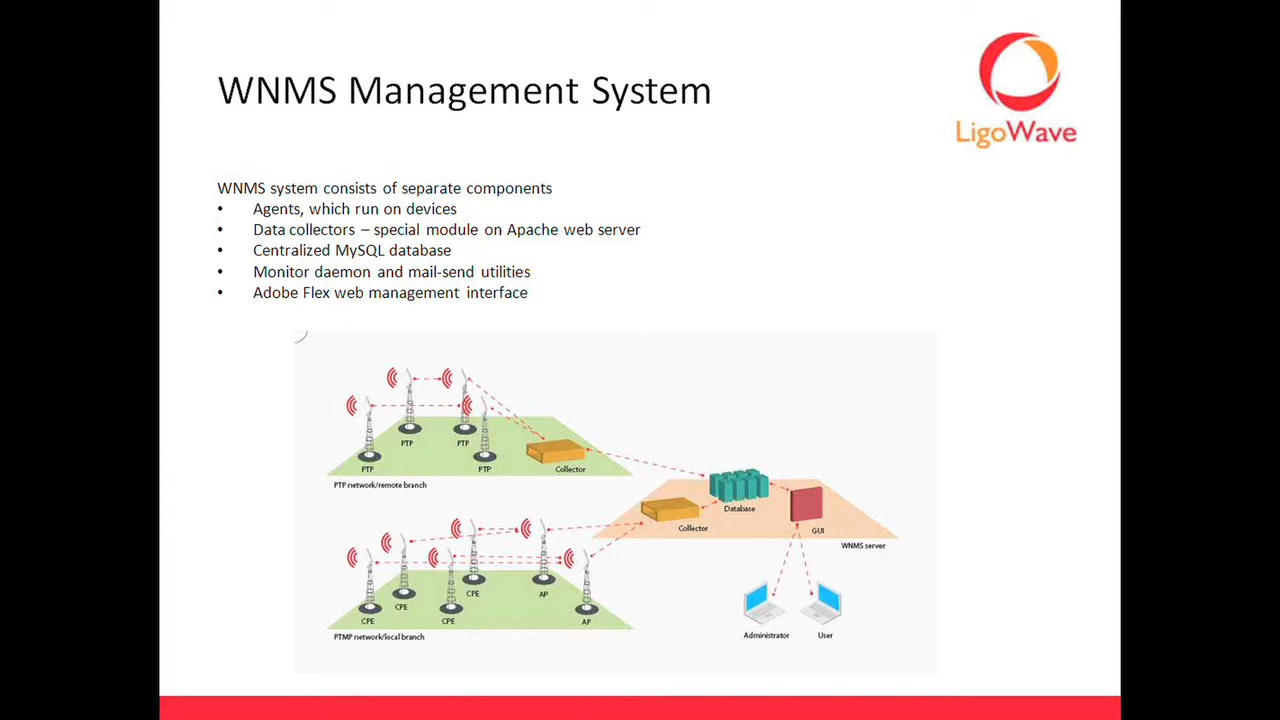 WNMS Management System
LigoWave
WNMS system consists of separate components
• Agents, which run on devices
• Data collectors – special module on Apache web server
• Centralized MySQL database
• Monitor daemon and mail-send utilities
• Adobe Flex web management interface
PTP
PTP
PTP
PTP
Collector
PTP network/remote branch
Database
Collector
GUI
WNMS server
CPE
AP
CPE
CPE
CPE
AP
PTMP network/local branch
Administrator
User